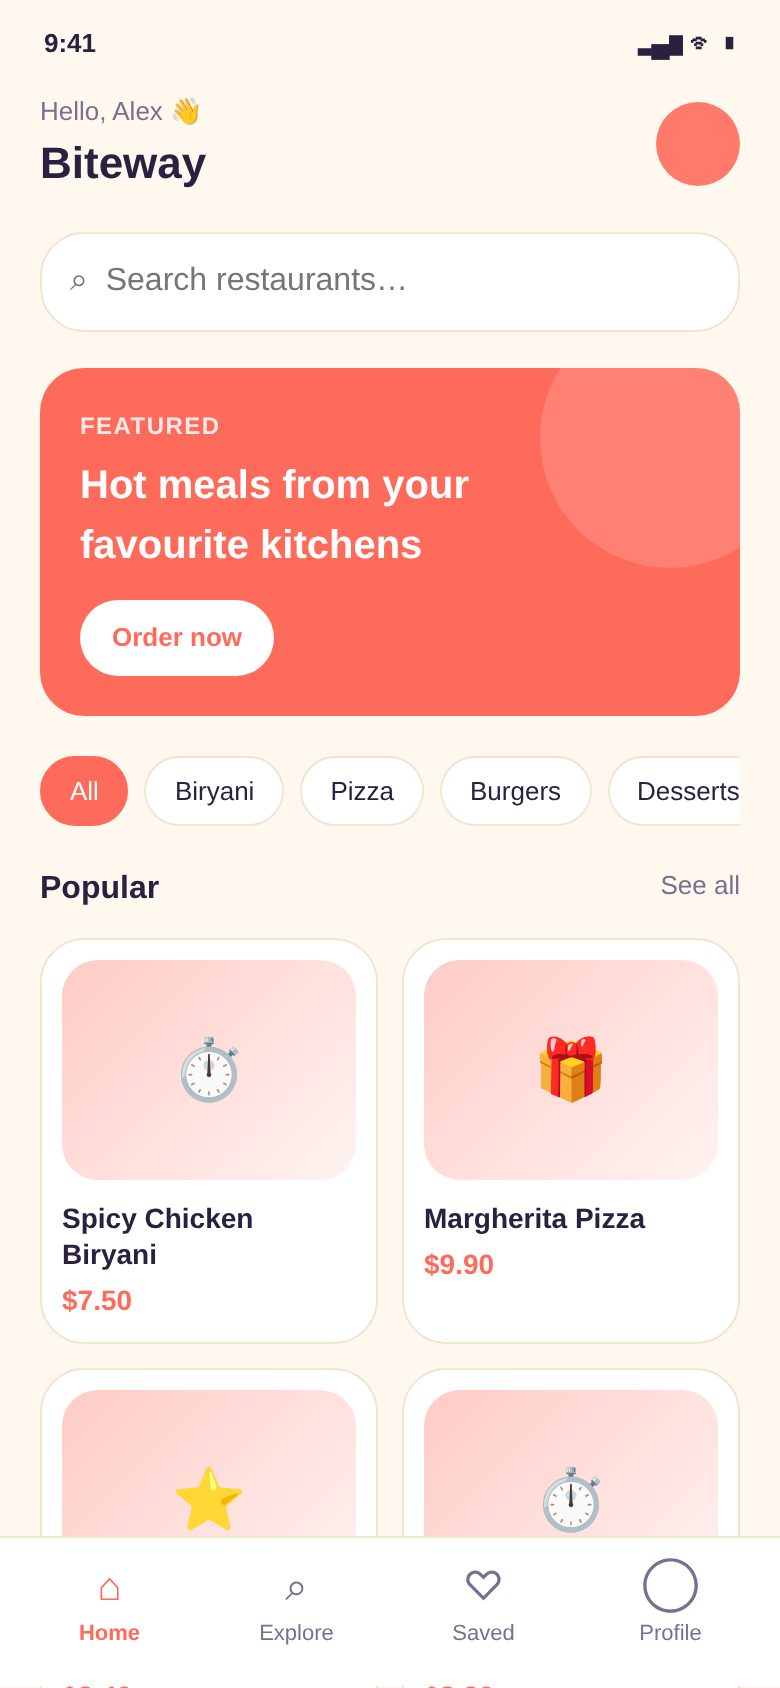 9:41
Hello, Alex 👋
Biteway
Search restaurants…
FEATURED
Hot meals from your
favourite kitchens
Order now
All
Biryani
Pizza
Burgers
Desserts
Popular
See all
Spicy Chicken
Biryani
$7.50
Margherita Pizza
$9.90
Home
Explore
Saved
Profile